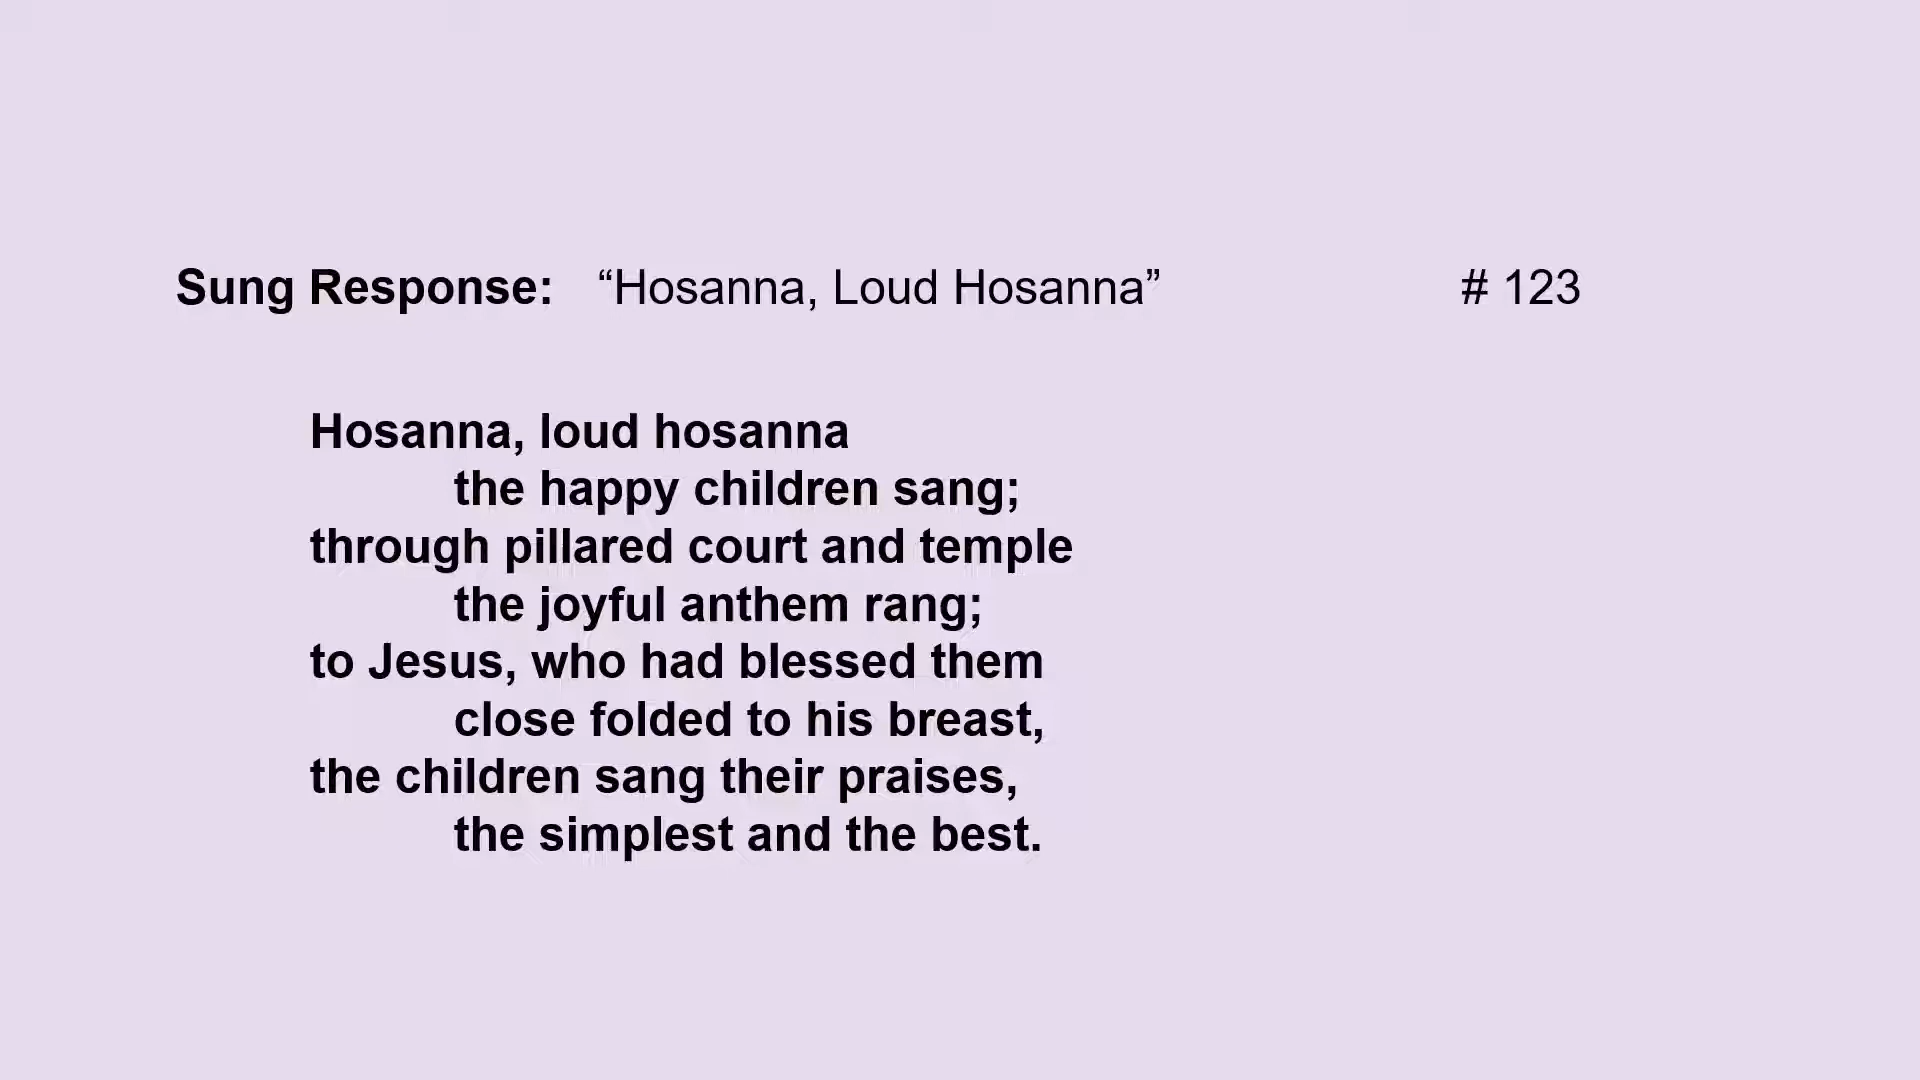 Sung Response: “Hosanna, Loud Hosanna” # 123
Hosanna, loud hosanna
the happy children sang;
through pillared court and temple
the joyful anthem rang;
to Jesus, who had blessed them
close folded to his breast,
the children sang their praises,
the simplest and the best.